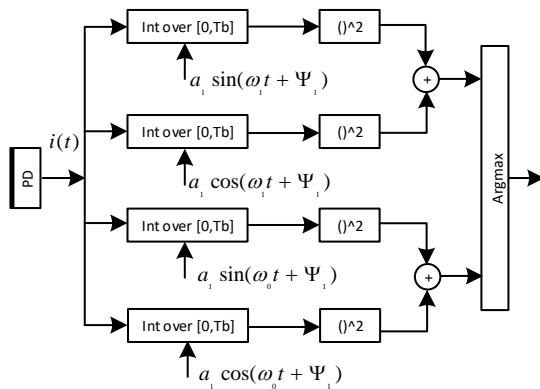 Int over [0,Tb]
()^2
a₁ sin(ω₁t + Ψ₁)
+
i(t)
Int over [0,Tb]
()^2
a₁ cos(ω₁t + Ψ₁)
PD
Argmax
Int over [0,Tb]
()^2
a₁ sin(ω₀t + Ψ₁)
+
Int over [0,Tb]
()^2
a₁ cos(ω₀t + Ψ₁)